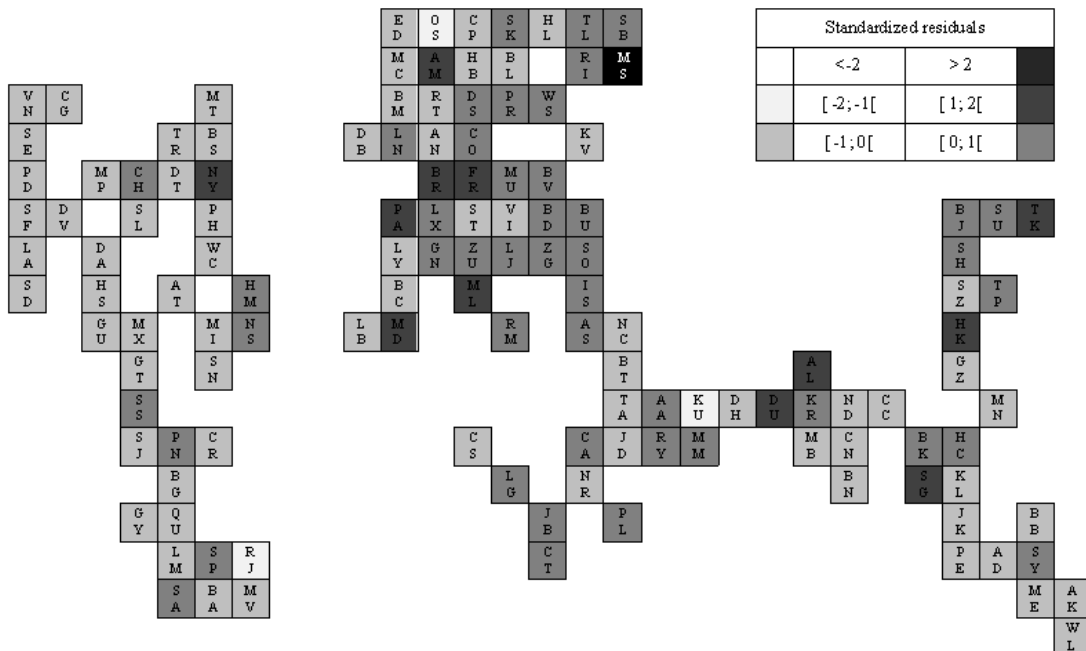 ED OS CP SK HL TL SB Standardized residuals
MC AM HB BL RI MS <-2 > 2
VN CG MT BM RT DS PR WS [-2;-1[ [1; 2[
SE TR BS DB LN AN CO KV [-1;0[ [0; 1[
PD MP CH DT NY BR FR MU BV
SF DV SL PH PA LX ST VI BD BU BJ SU TK
LA DA WC LY GN ZU LJ ZG SO SH
SD HS AT HM BC ML IS SZ TP
GU MX MI NS LB MD RM AS NC HK
GT SN BT AL GZ
SS TA AA KU DH DU KR ND CC MN
SJ PN CR CS CA JD RY MM MB CN BK HC
BG LG NR BN SG KL
GY QU JB PL JK BB
LM SP RJ CT PE AD SY
SA BA MV ME AK
WL